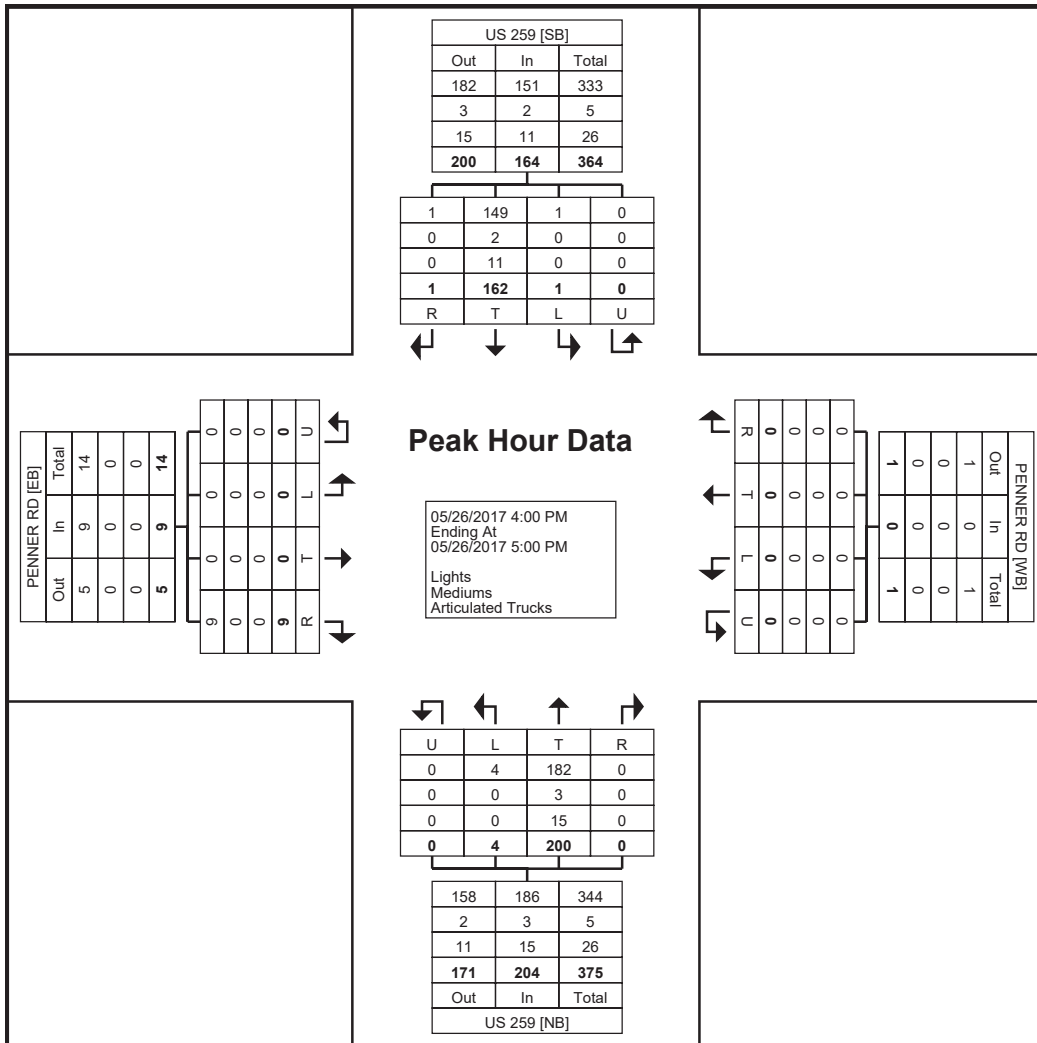 US 259 [SB]
Out In Total
182 151 333
3 2 5
15 11 26
200 164 364
1 149 1 0
0 2 0 0
0 11 0 0
1 162 1 0
R T L U
PENNER RD [EB]
Out In Total
5 9 14
0 0 0
0 0 0
5 9 14
9 0 0 0
0 0 0 0
0 0 0 0
9 0 0 0
R T L U
Peak Hour Data
05/26/2017 4:00 PM
Ending At
05/26/2017 5:00 PM
Lights
Mediums
Articulated Trucks
PENNER RD [WB]
Out In Total
1 0 1
0 0 0
0 0 0
1 0 1
0 0 0 0
0 0 0 0
0 0 0 0
0 0 0 0
R T L U
U L T R
0 4 182 0
0 0 3 0
0 0 15 0
0 4 200 0
158 186 344
2 3 5
11 15 26
171 204 375
Out In Total
US 259 [NB]